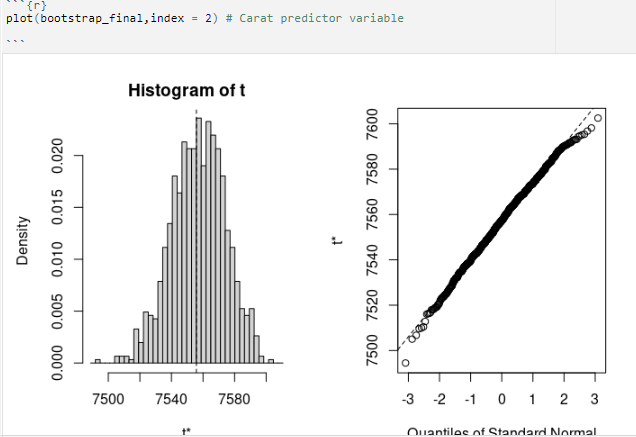 ```{r}
plot(bootstrap_final,index = 2) # Carat predictor variable
```
Histogram of t
Density
0.000 0.005 0.010 0.015 0.020
7500 7540 7580
t*
t*
7500 7520 7540 7560 7580 7600
-3 -2 -1 0 1 2 3
Quantiles of Standard Normal